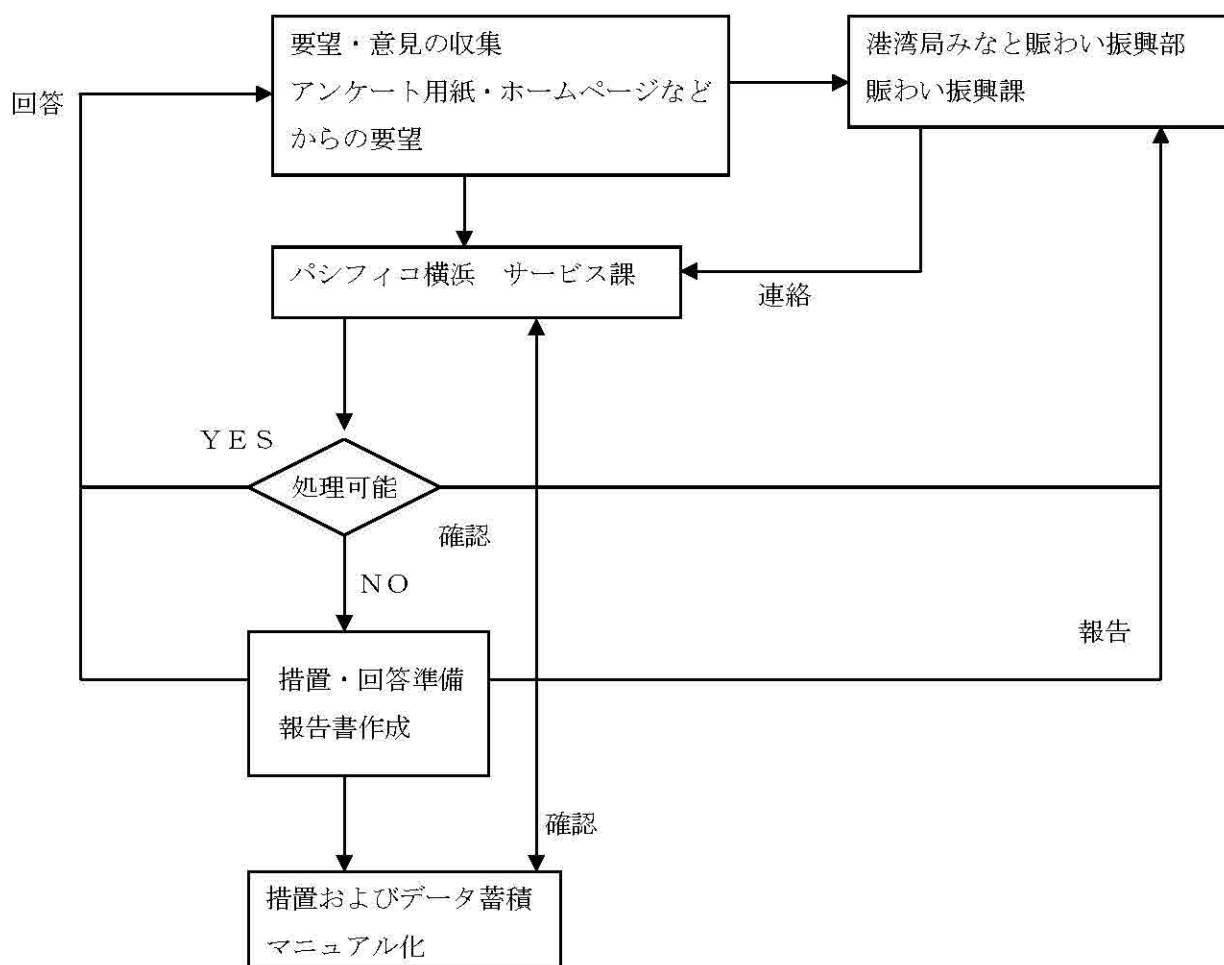 要望・意見の収集
アンケート用紙・ホームページなど
からの要望
港湾局みなと賑わい振興部
賑わい振興課
回答
パシフィコ横浜　サービス課
連絡
ＹＥＳ
処理可能
確認
ＮＯ
報告
措置・回答準備
報告書作成
確認
措置およびデータ蓄積
マニュアル化